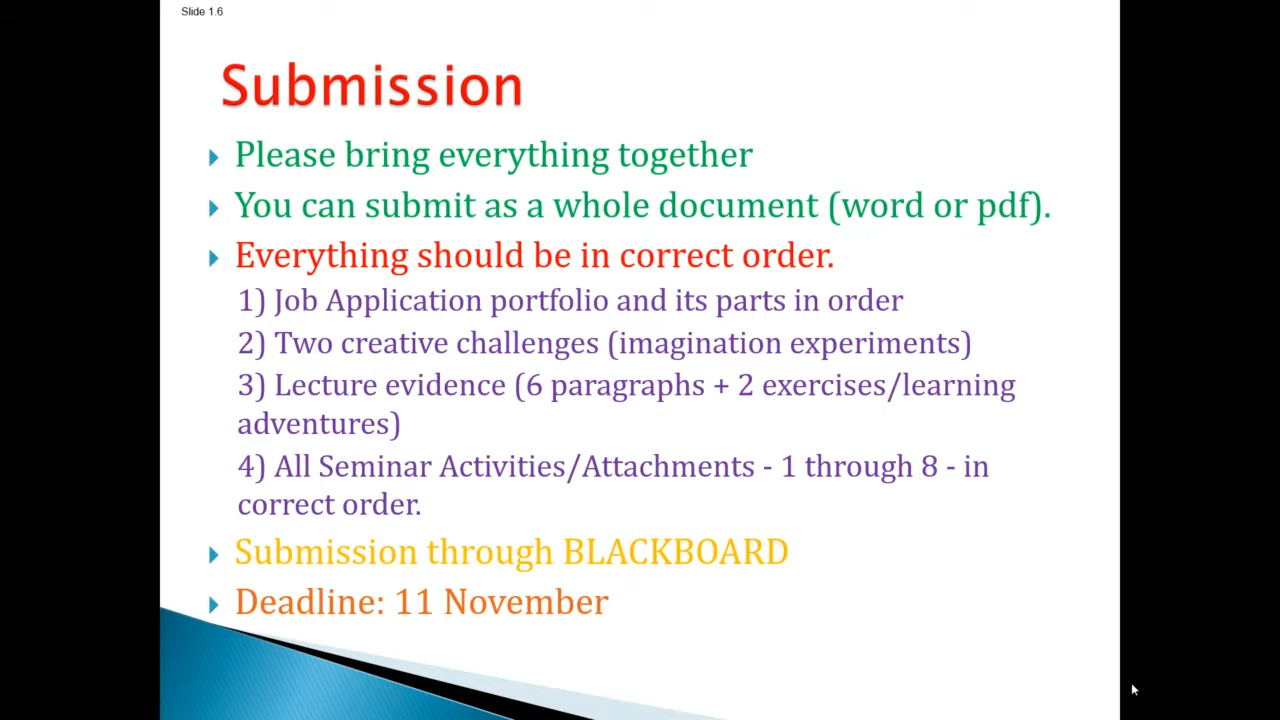 Slide 1.6
Submission
Please bring everything together
You can submit as a whole document (word or pdf).
Everything should be in correct order.
1) Job Application portfolio and its parts in order
2) Two creative challenges (imagination experiments)
3) Lecture evidence (6 paragraphs + 2 exercises/learning
adventures)
4) All Seminar Activities/Attachments - 1 through 8 - in
correct order.
Submission through BLACKBOARD
Deadline: 11 November